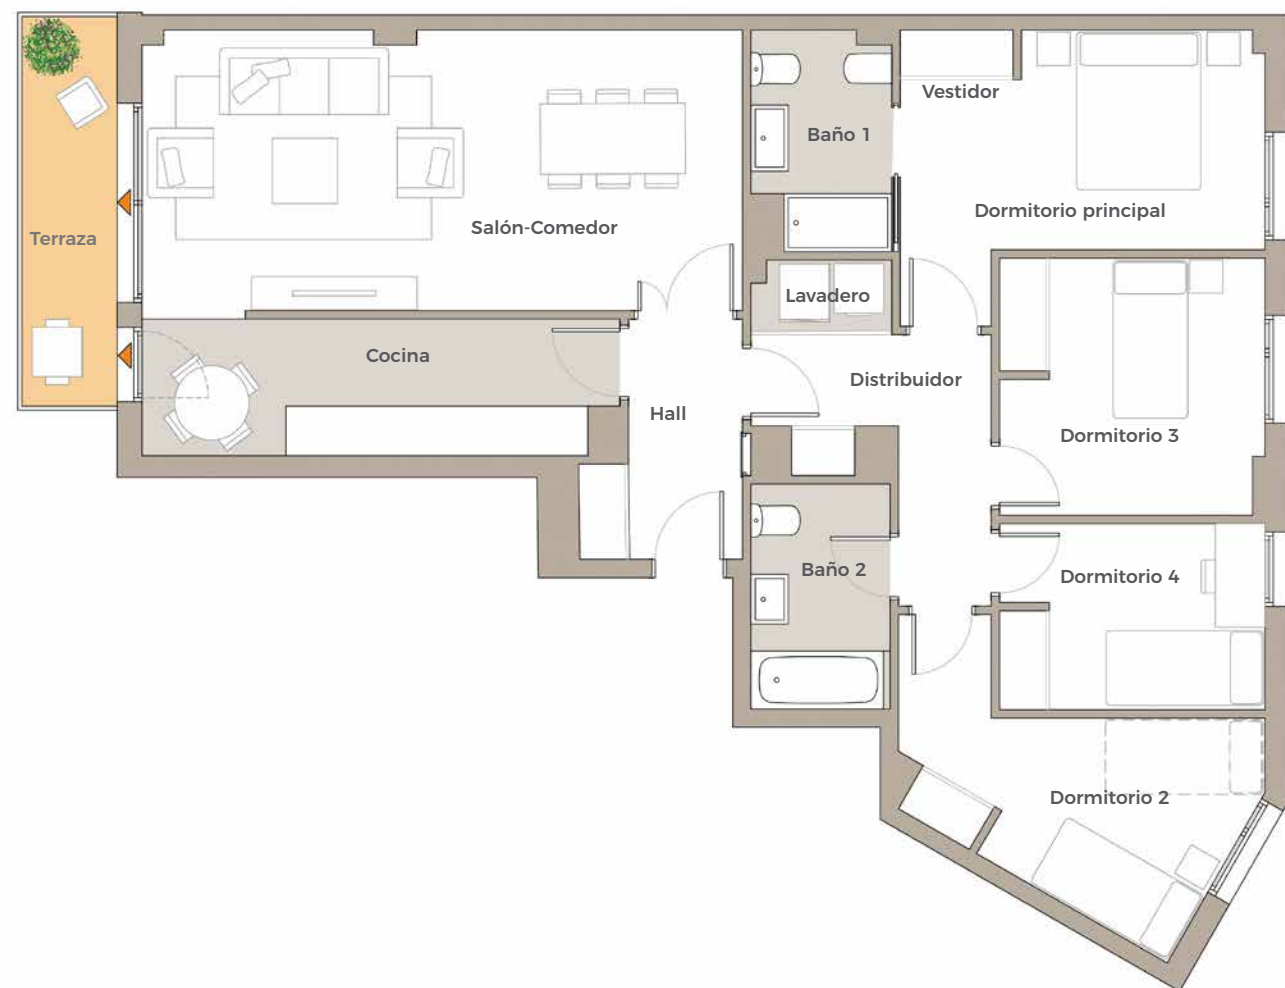 Vestidor
Baño 1
Dormitorio principal
Salón-Comedor
Terraza
Lavadero
Cocina
Distribuidor
Hall
Dormitorio 3
Baño 2
Dormitorio 4
Dormitorio 2